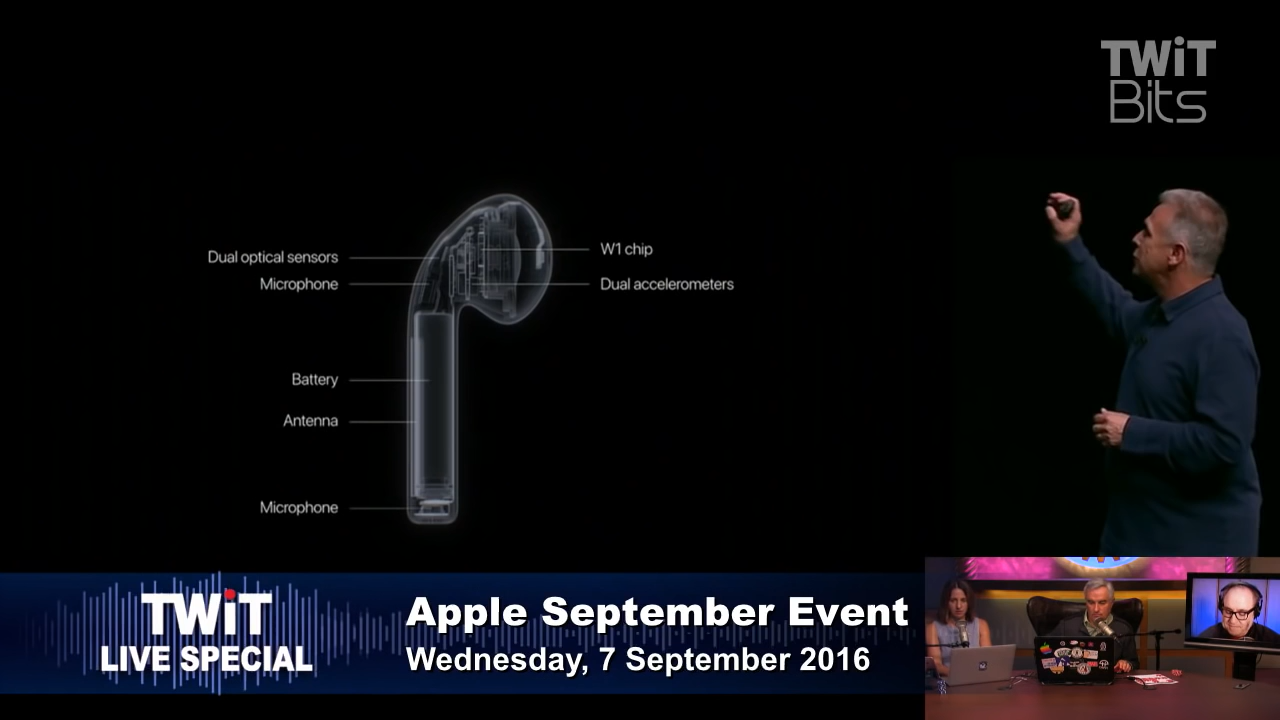 TWiT
Bits
Dual optical sensors
Microphone
Battery
Antenna
Microphone
W1 chip
Dual accelerometers
TWiT
LIVE SPECIAL
Apple September Event
Wednesday, 7 September 2016